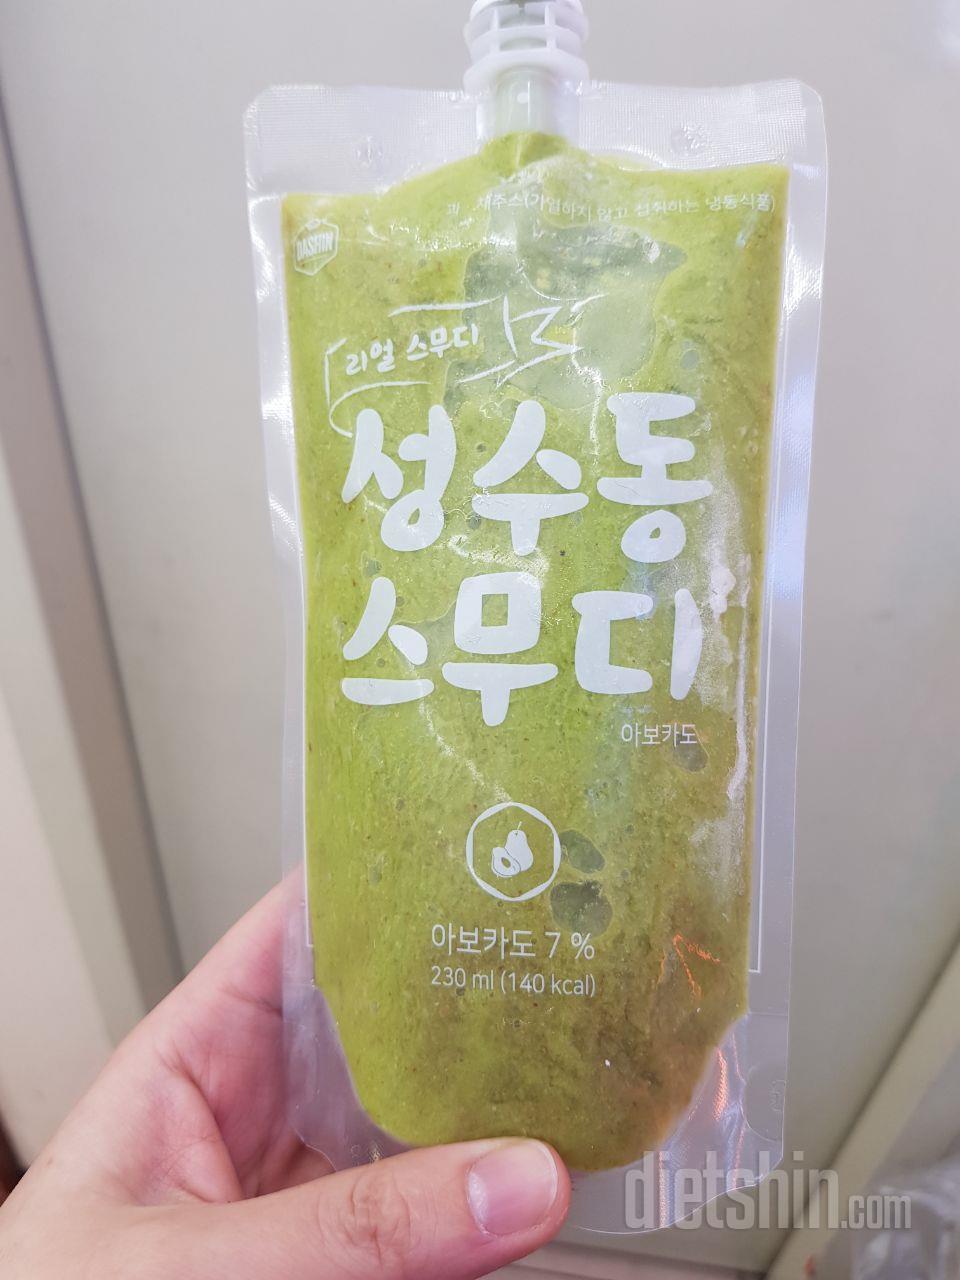 채주스(가열하지 않고 섭취하는 냉동식품)
DASHIN
리얼 스무디
성수동
스무디
아보카도
아보카도 7 %
230 ml (140 kcal)
dietshin.com